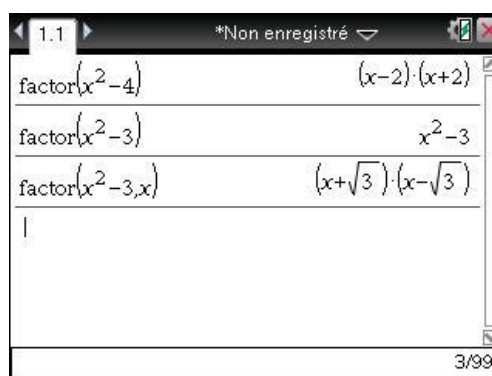 1.1 *Non enregistré
factor(x²-4) (x-2)·(x+2)
factor(x²-3) x²-3
factor(x²-3,x) (x+√3)·(x-√3)
3/99